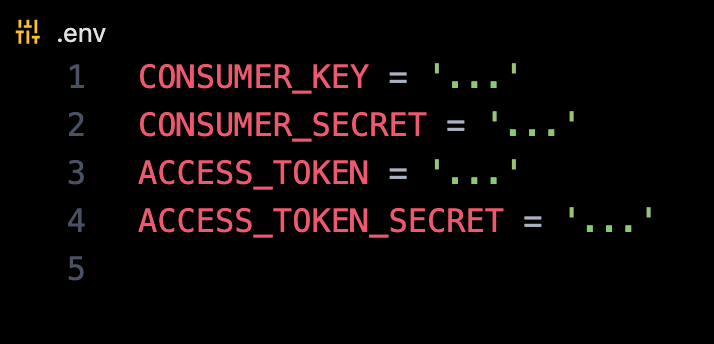 .env
1 CONSUMER_KEY = '...'
2 CONSUMER_SECRET = '...'
3 ACCESS_TOKEN = '...'
4 ACCESS_TOKEN_SECRET = '...'
5